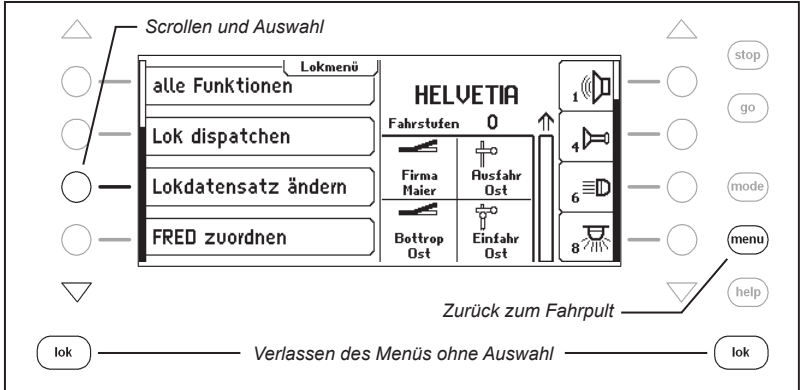 Scrollen und Auswahl
Lokmenü
alle Funktionen
Lok dispatchen
Lokdatensatz ändern
FRED zuordnen
HELVETIA
Fahrstufen 0
Firma
Maier
Ausfahr
Ost
Bottrop
Ost
Einfahr
Ost
1
4
6
8
stop
go
mode
menu
help
Zurück zum Fahrpult
lok
Verlassen des Menüs ohne Auswahl
lok